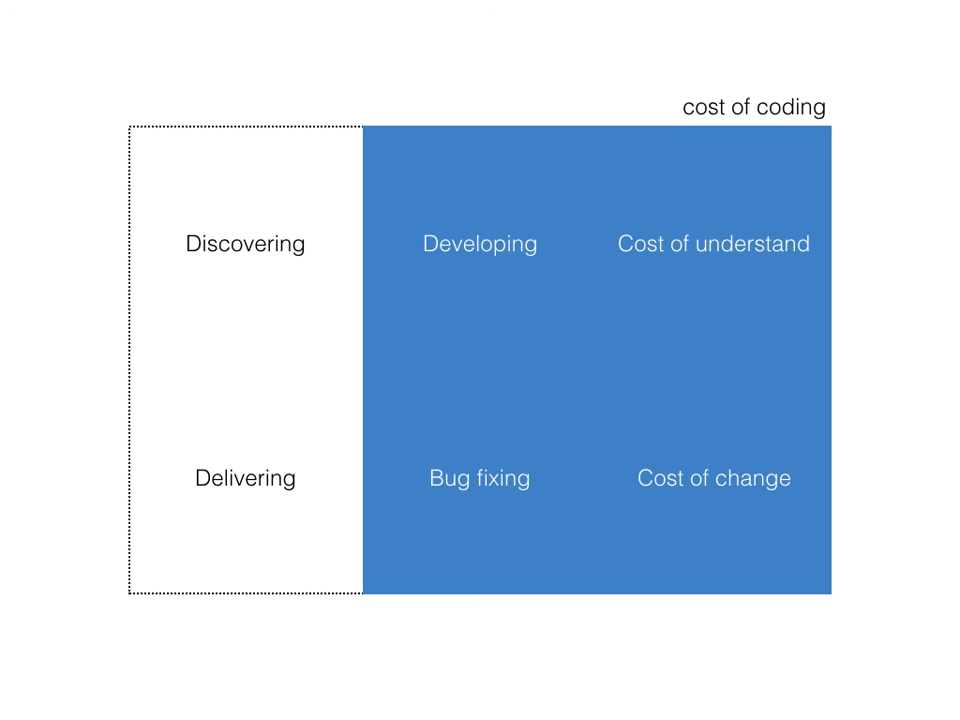 cost of coding
Discovering
Developing
Cost of understand
Delivering
Bug fixing
Cost of change